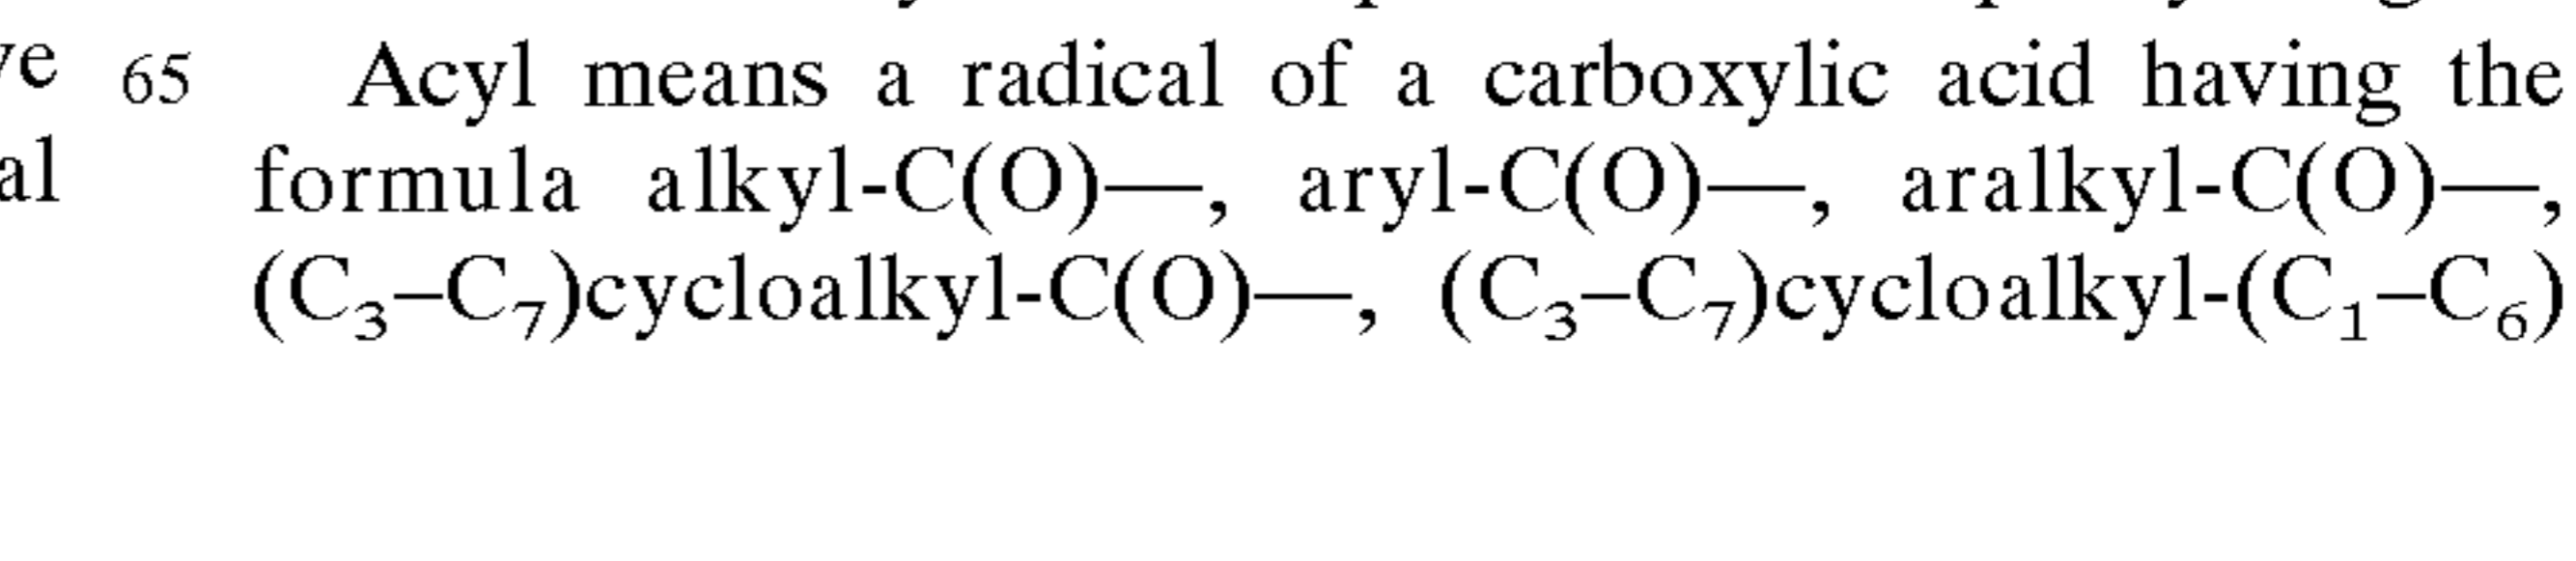 65 Acyl means a radical of a carboxylic acid having the
formula alkyl-C(O)—, aryl-C(O)—, aralkyl-C(O)—,
(C₃–C₇)cycloalkyl-C(O)—, (C₃–C₇)cycloalkyl-(C₁–C₆)